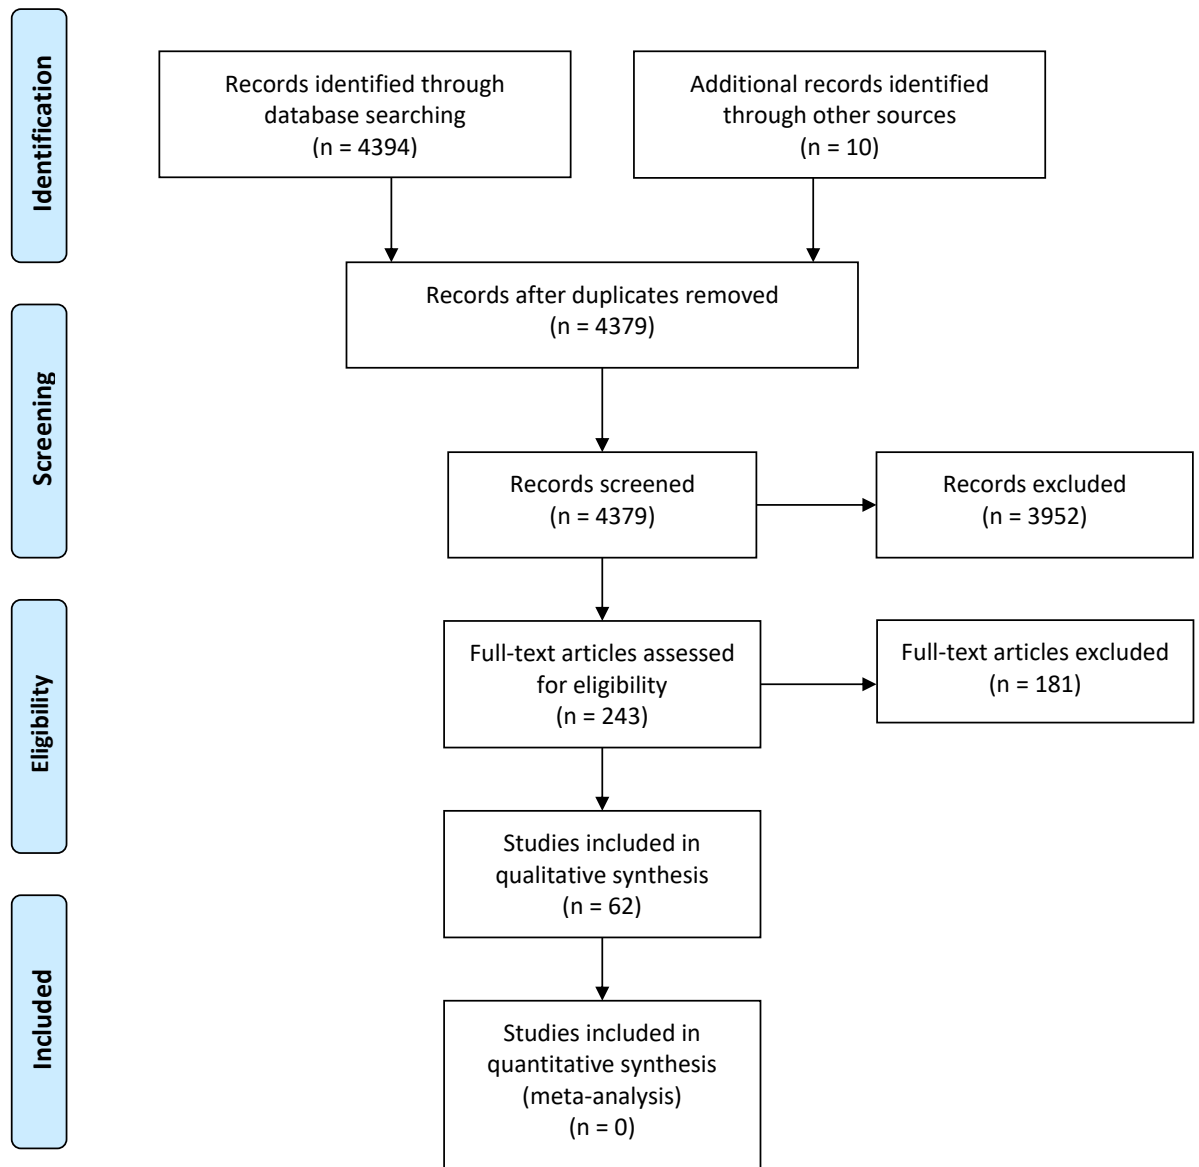 Identification
Records identified through
database searching
(n = 4394)
Additional records identified
through other sources
(n = 10)
Records after duplicates removed
(n = 4379)
Screening
Records screened
(n = 4379)
Records excluded
(n = 3952)
Eligibility
Full-text articles assessed
for eligibility
(n = 243)
Full-text articles excluded
(n = 181)
Studies included in
qualitative synthesis
(n = 62)
Included
Studies included in
quantitative synthesis
(meta-analysis)
(n = 0)